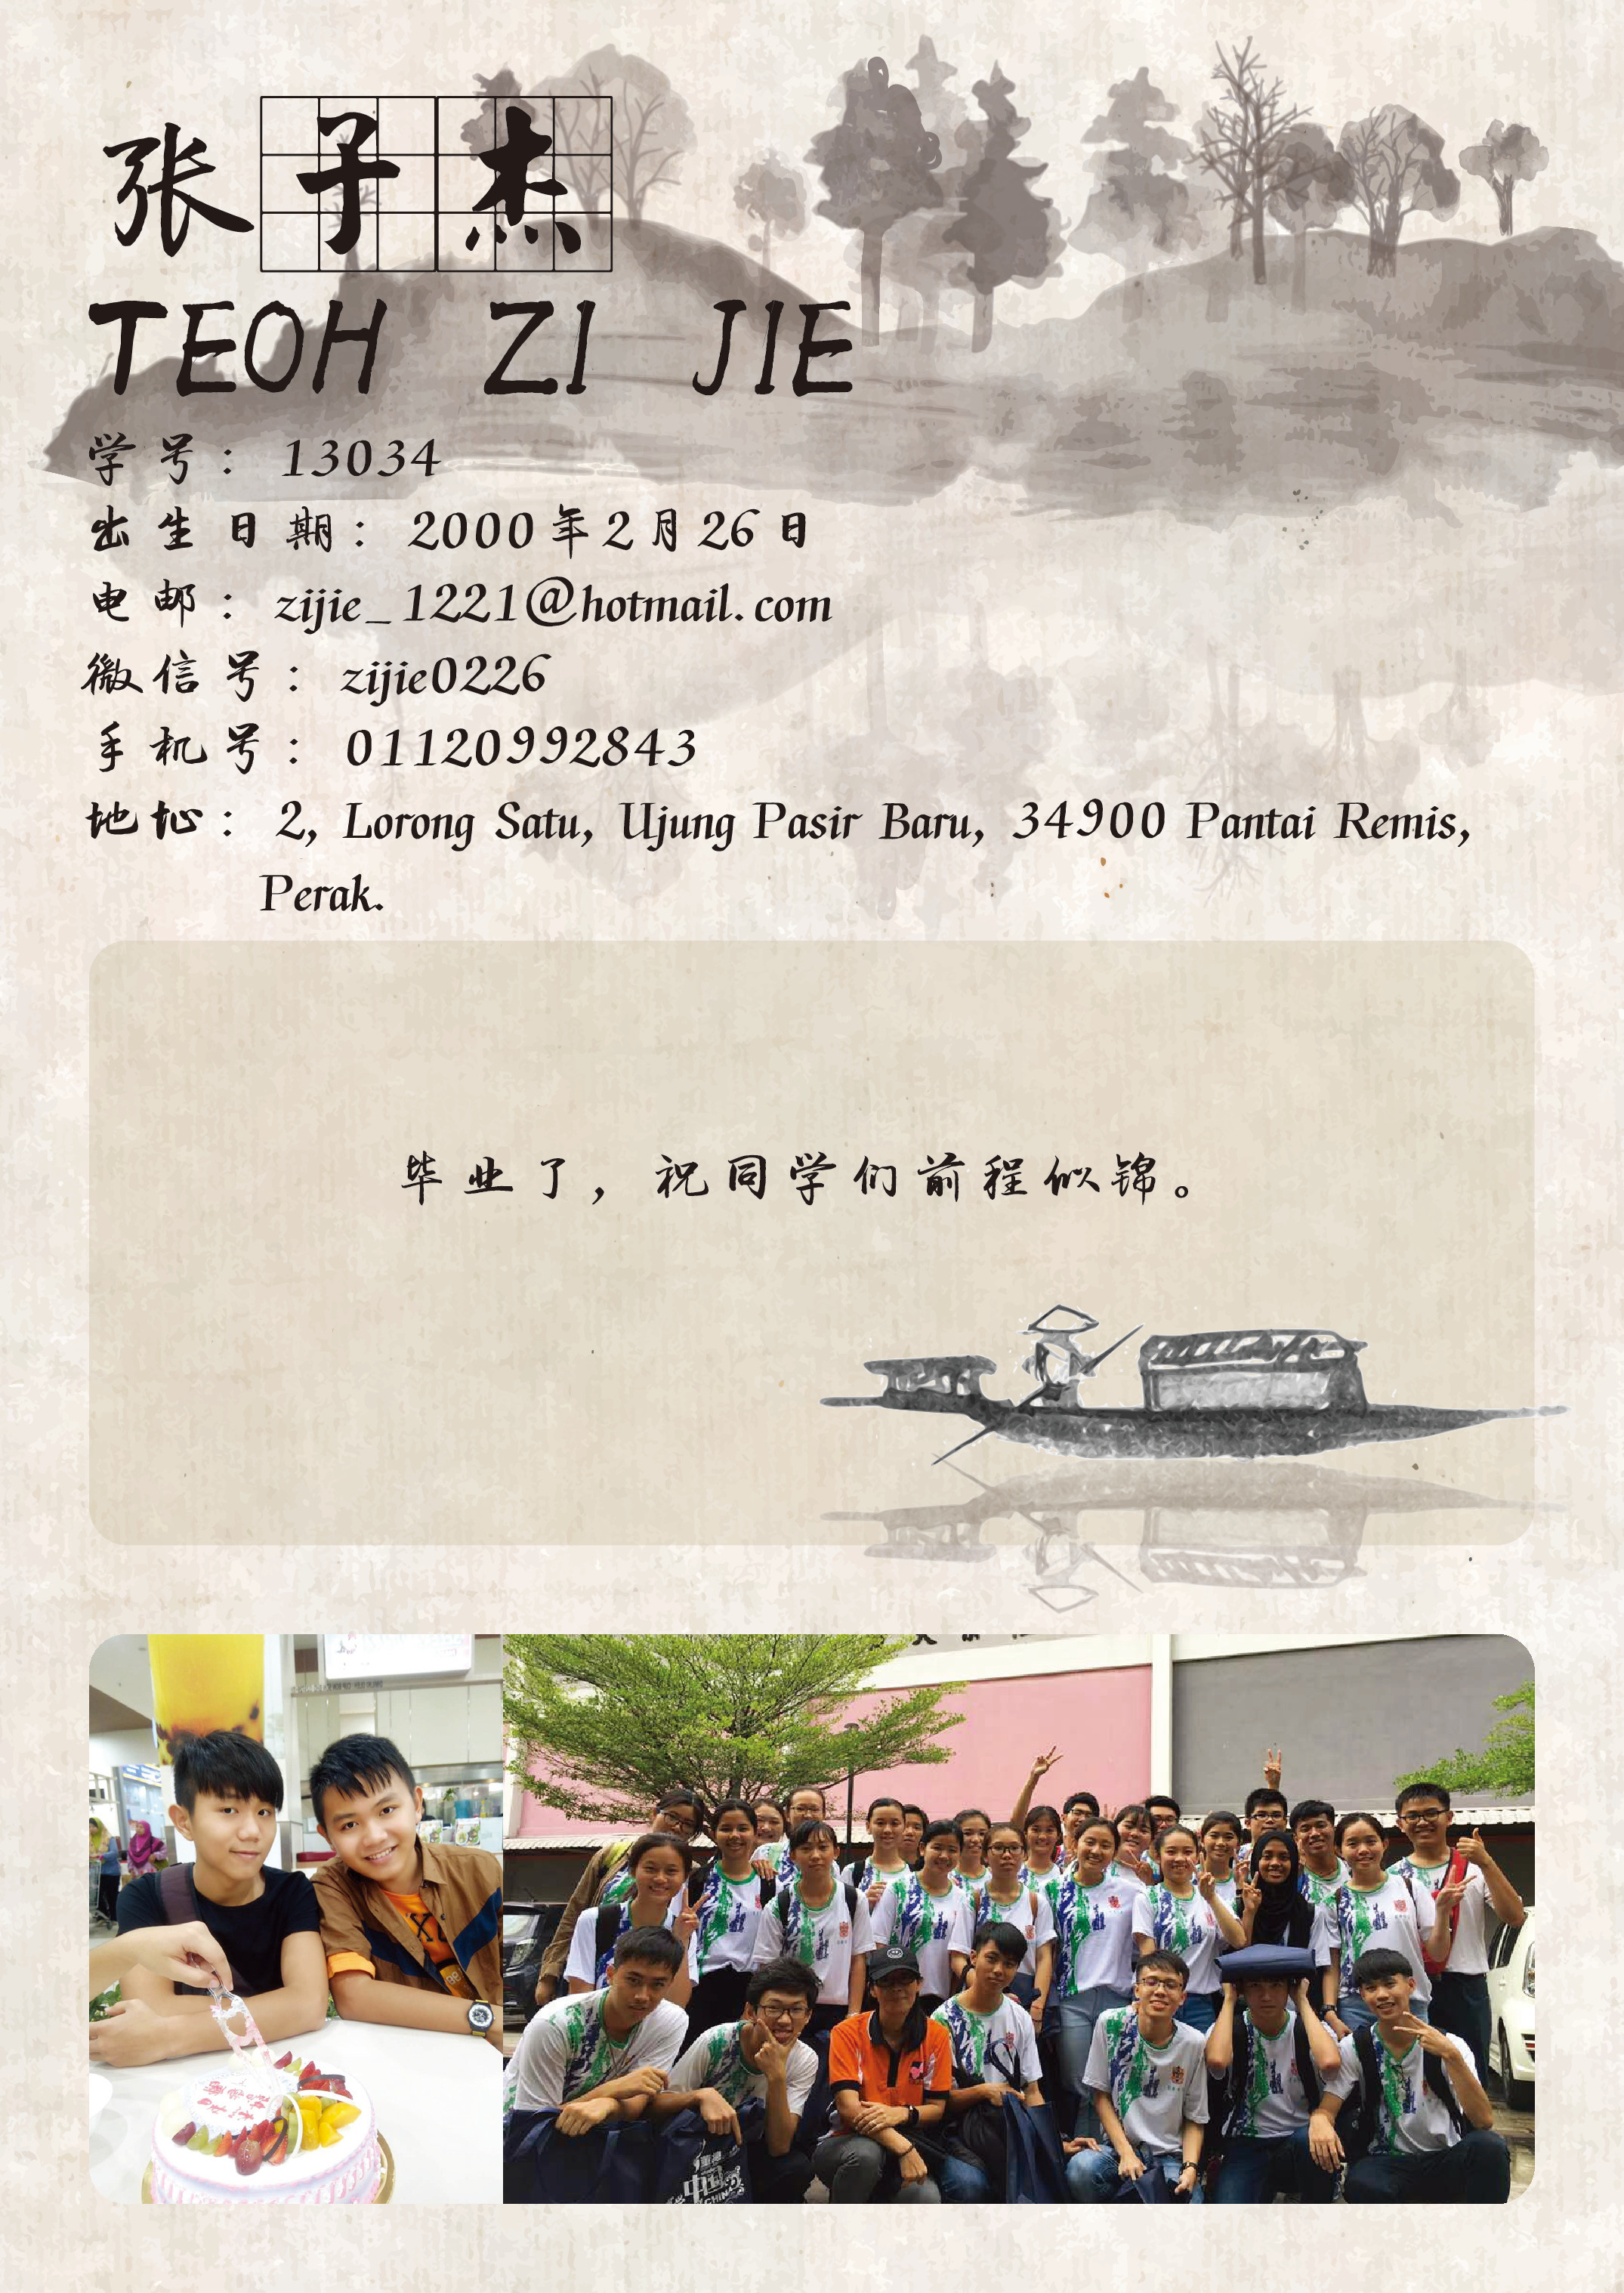 张子杰
TEOH ZI JIE
学号：13034
出生日期：2000年2月26日
电邮：zijie_1221@hotmail.com
微信号：zijie0226
手机号：01120992843
地址：2, Lorong Satu, Ujung Pasir Baru, 34900 Pantai Remis,
Perak.
毕业了，祝同学们前程似锦。
中国
CHINA